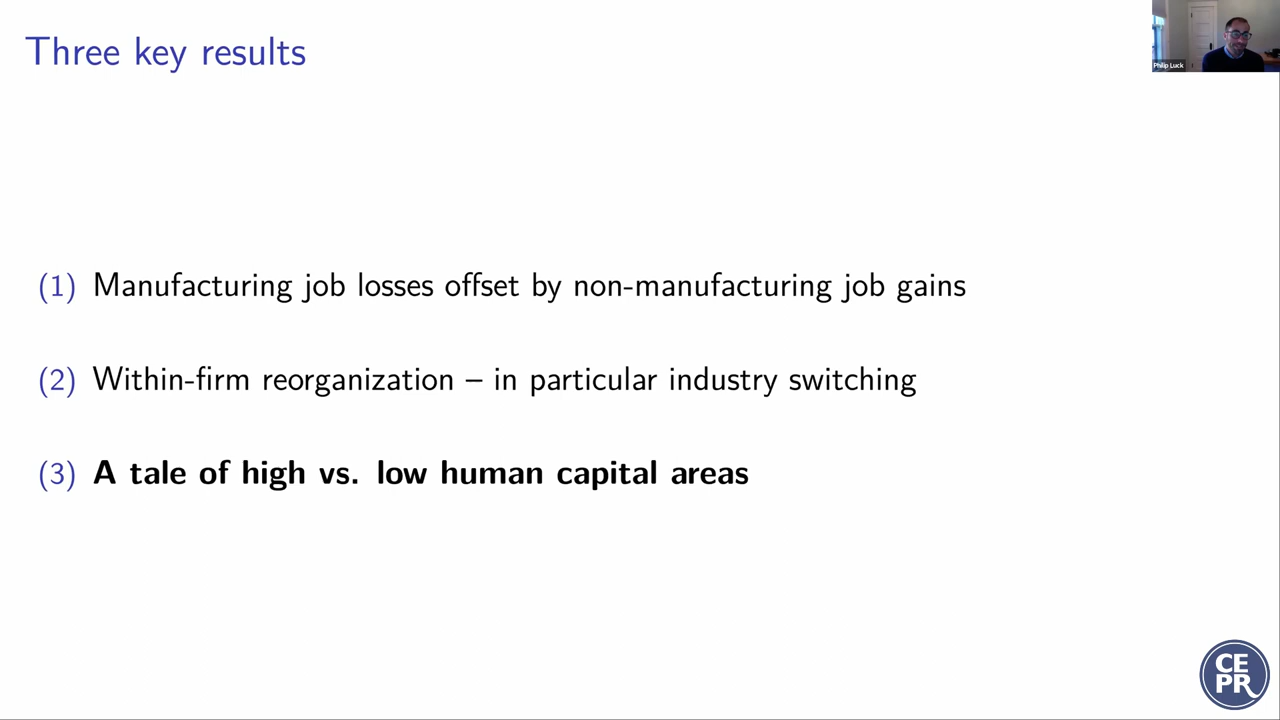 Three key results
Philip Luck
(1) Manufacturing job losses offset by non-manufacturing job gains
(2) Within-firm reorganization – in particular industry switching
(3) A tale of high vs. low human capital areas
CE
PR